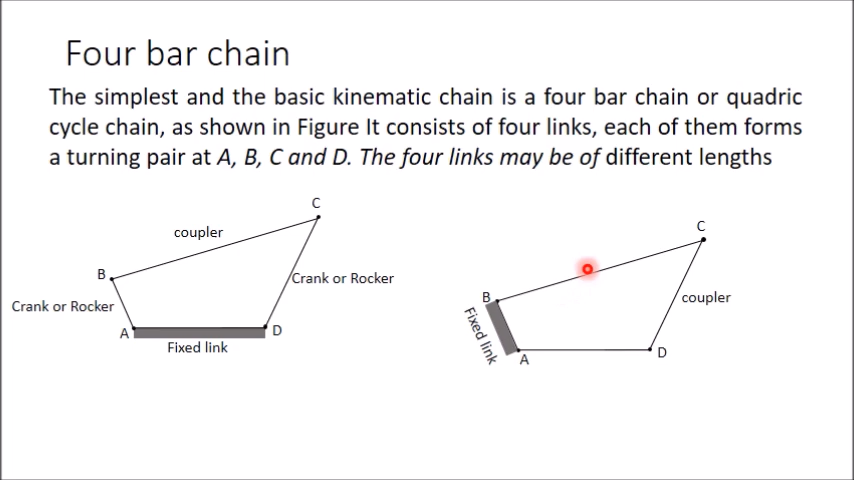 Four bar chain
The simplest and the basic kinematic chain is a four bar chain or quadric
cycle chain, as shown in Figure It consists of four links, each of them forms
a turning pair at A, B, C and D. The four links may be of different lengths
C
coupler
B
Crank or Rocker
Crank or Rocker
A
D
Fixed link
C
B
coupler
Fixed link
A
D